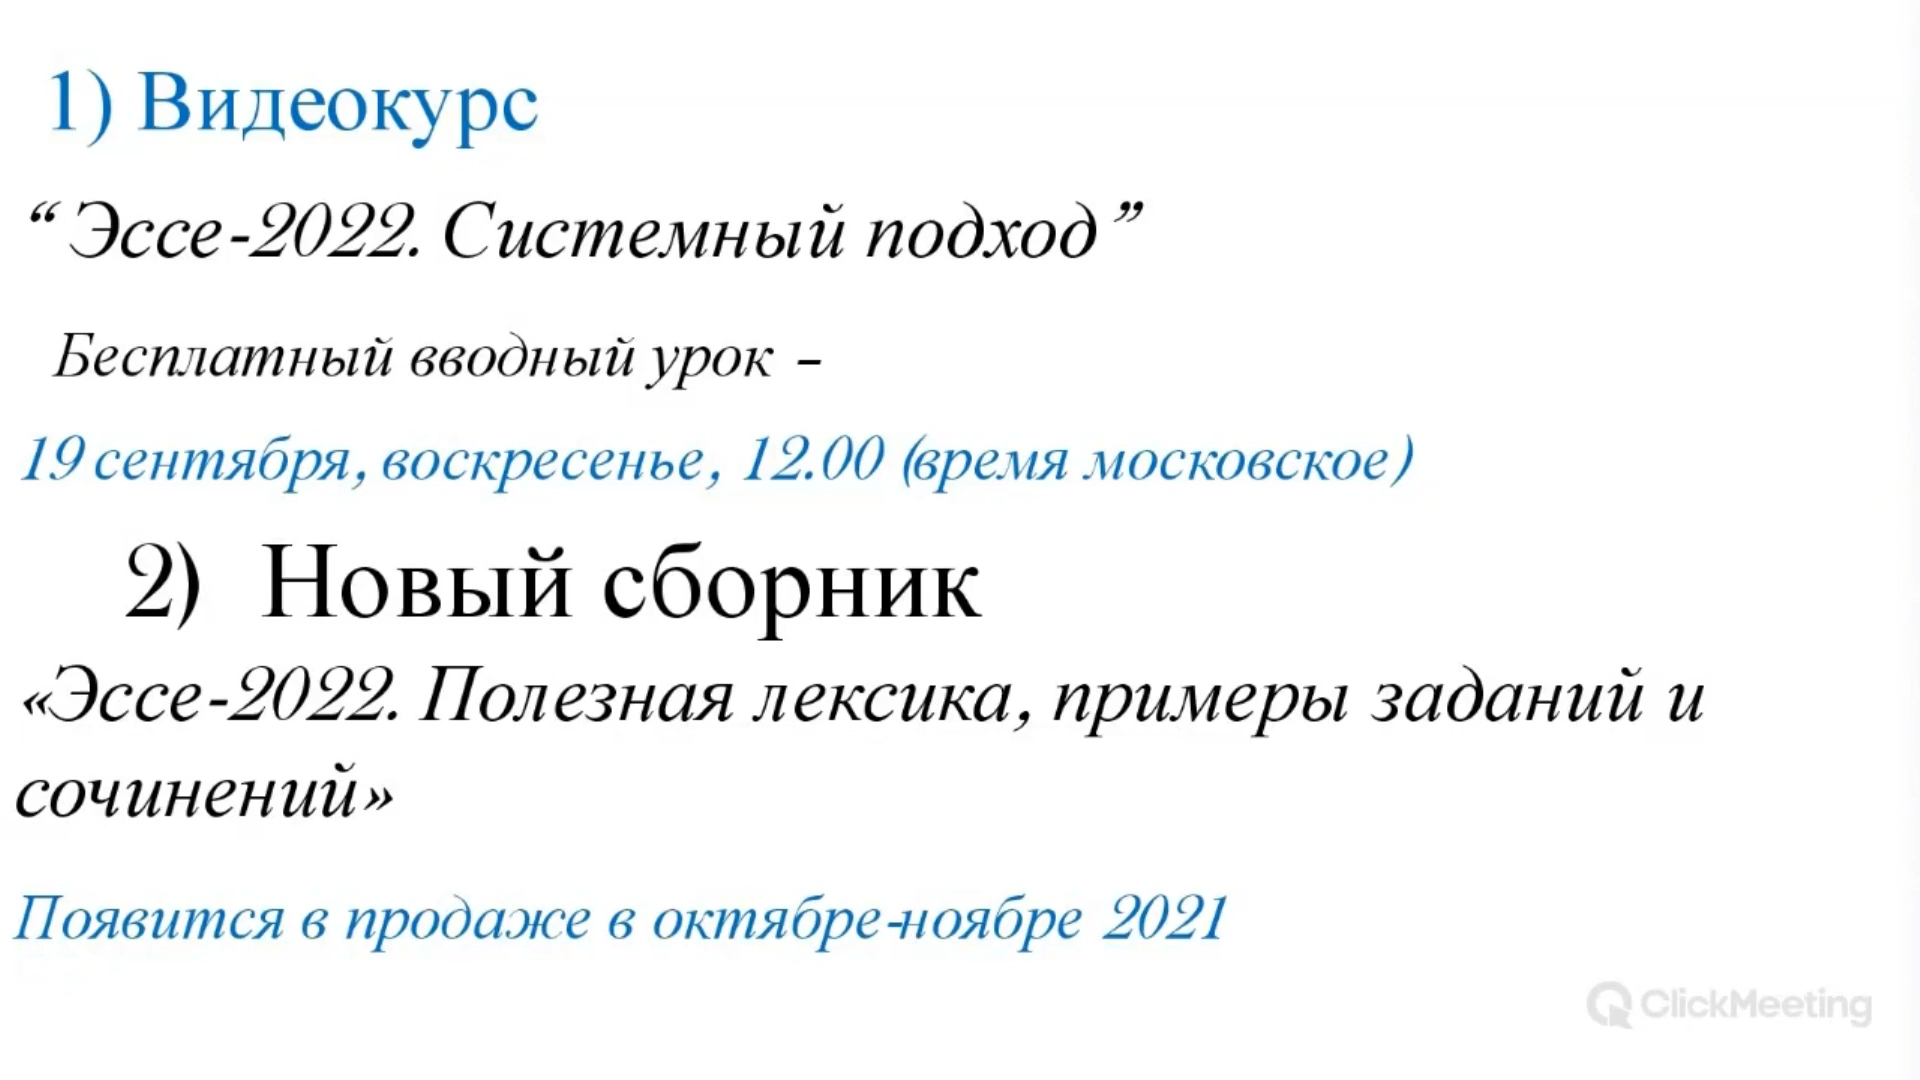 1) Видеокурс
“Эссе-2022. Системный подход”
Бесплатный вводный урок –
19 сентября, воскресенье, 12.00 (время московское)
2) Новый сборник
«Эссе-2022. Полезная лексика, примеры заданий и
сочинений»
Появится в продаже в октябре-ноябре 2021
ClickMeeting